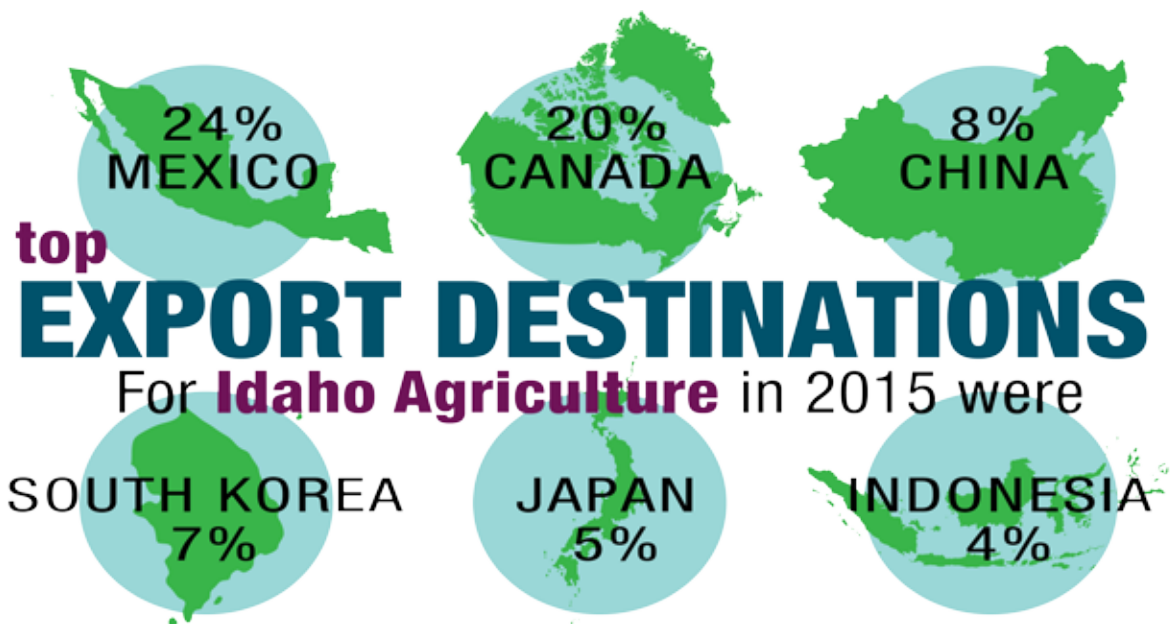 24%
MEXICO
20%
CANADA
8%
CHINA
top
EXPORT DESTINATIONS
For Idaho Agriculture in 2015 were
SOUTH KOREA
7%
JAPAN
5%
INDONESIA
4%